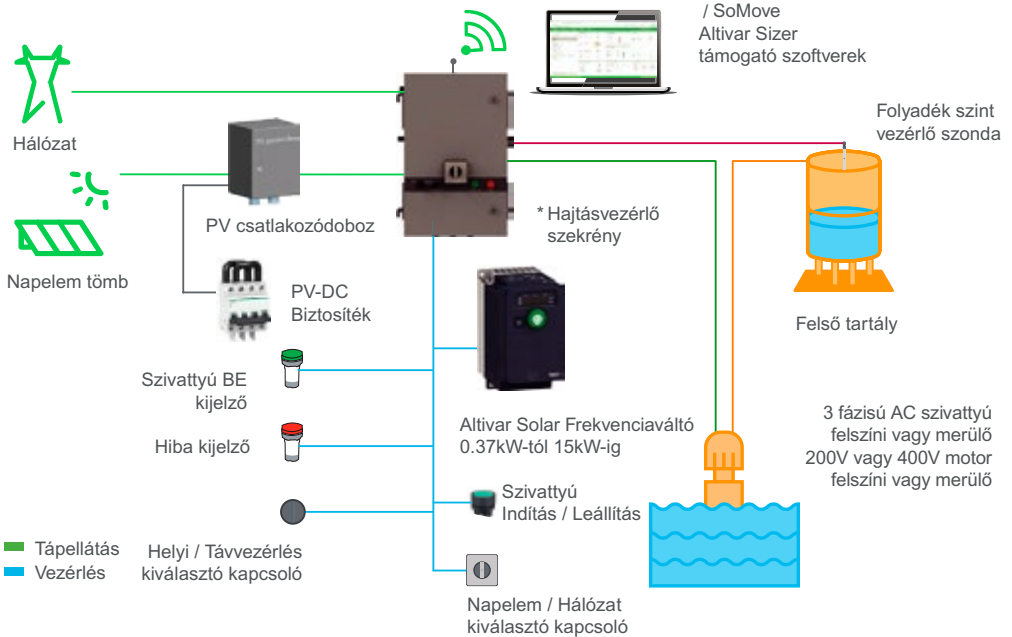 / SoMove
Altivar Sizer
támogató szoftverek
Hálózat
Folyadék szint
vezérlő szonda
PV csatlakozódoboz
* Hajtásvezérlő
szekrény
Napelem tömb
PV-DC
Biztosíték
Felső tartály
Szivattyú BE
kijelző
Hiba kijelző
Altivar Solar Frekvenciaváltó
0.37kW-tól 15kW-ig
3 fázisú AC szivattyú
felszíni vagy merülő
200V vagy 400V motor
felszíni vagy merülő
Szivattyú
Indítás / Leállítás
Tápellátás
Vezérlés
Helyi / Távvezérlés
kiválasztó kapcsoló
Napelem / Hálózat
kiválasztó kapcsoló